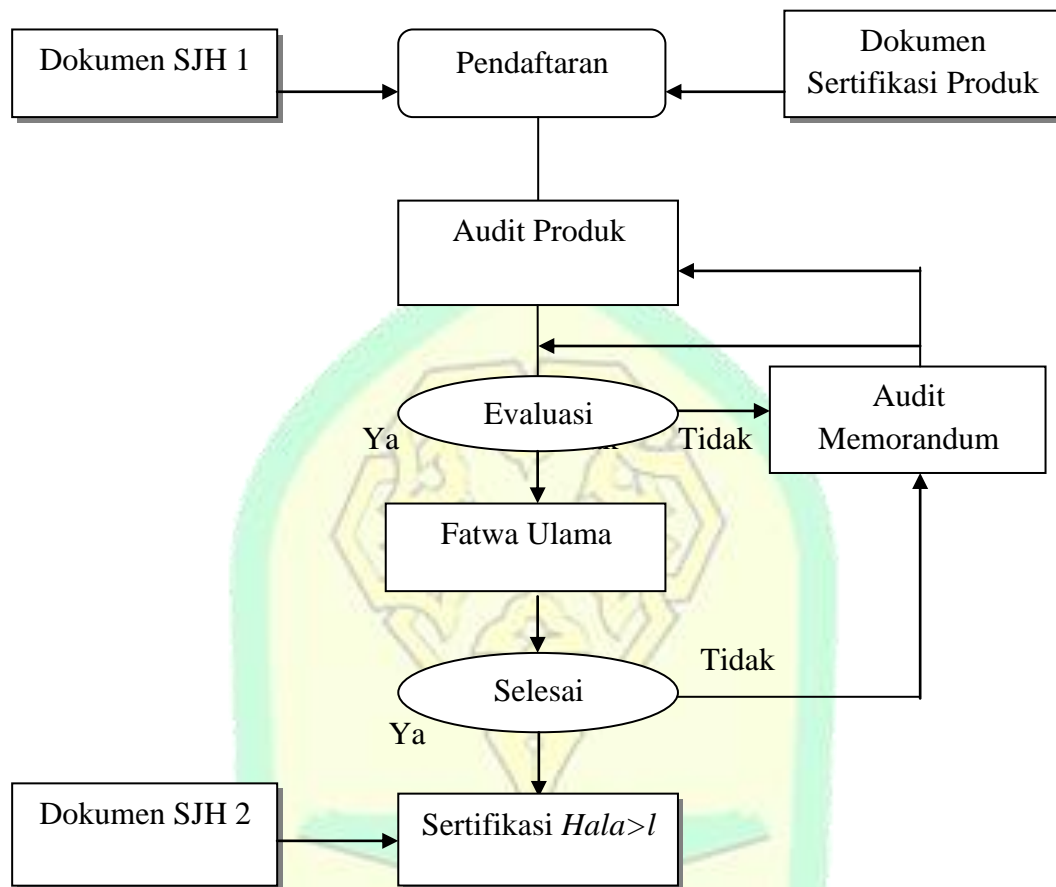 Dokumen SJH 1
Pendaftaran
Dokumen
Sertifikasi Produk
Audit Produk
Evaluasi
Ya
Tidak
Audit
Memorandum
Fatwa Ulama
Tidak
Selesai
Ya
Dokumen SJH 2
Sertifikasi Hala>l